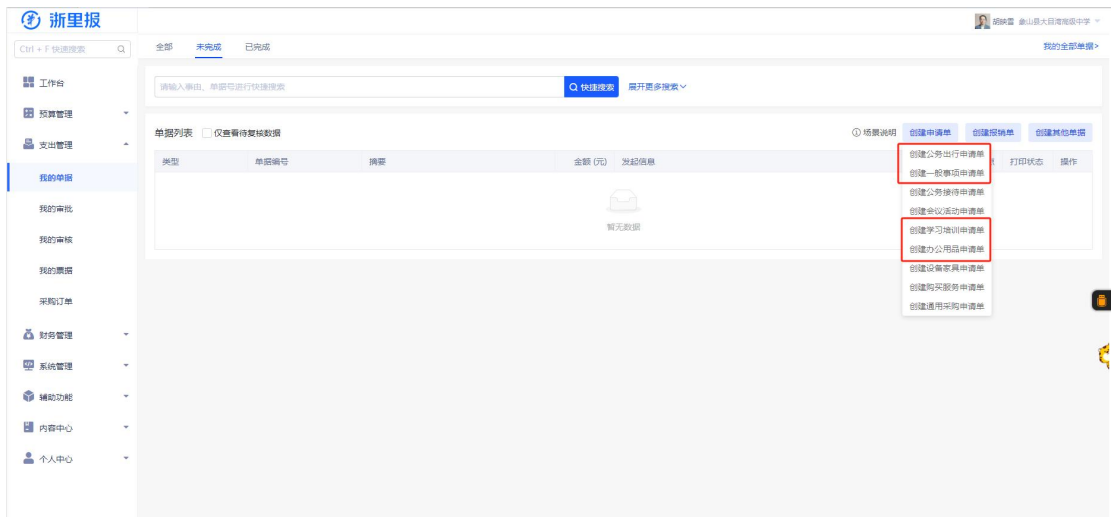 浙里报
胡映雪 象山县大目湾尾级中学
Ctrl + F 快速搜索
全部 未完成 已完成 我的全部单据>
工作台
请输入事由、单据号进行快捷搜索 快捷搜索 展开更多搜索
预算管理
单据列表 仅查看待复核数据 场景说明 创建申请单 创建报销单 创建其他单据
支出管理
类型 单据编号 摘要 金额 (元) 发起信息 打印状态 操作
创建公务出行申请单
创建一般事项申请单
我的单据
创建公务接待申请单
我的审批
创建会议活动申请单
暂无数据
创建学习培训申请单
我的审核
创建办公用品申请单
我的票据
创建设备家具申请单
创建购买服务申请单
采购订单
创建通用采购申请单
财务管理
系统管理
辅助功能
内容中心
个人中心